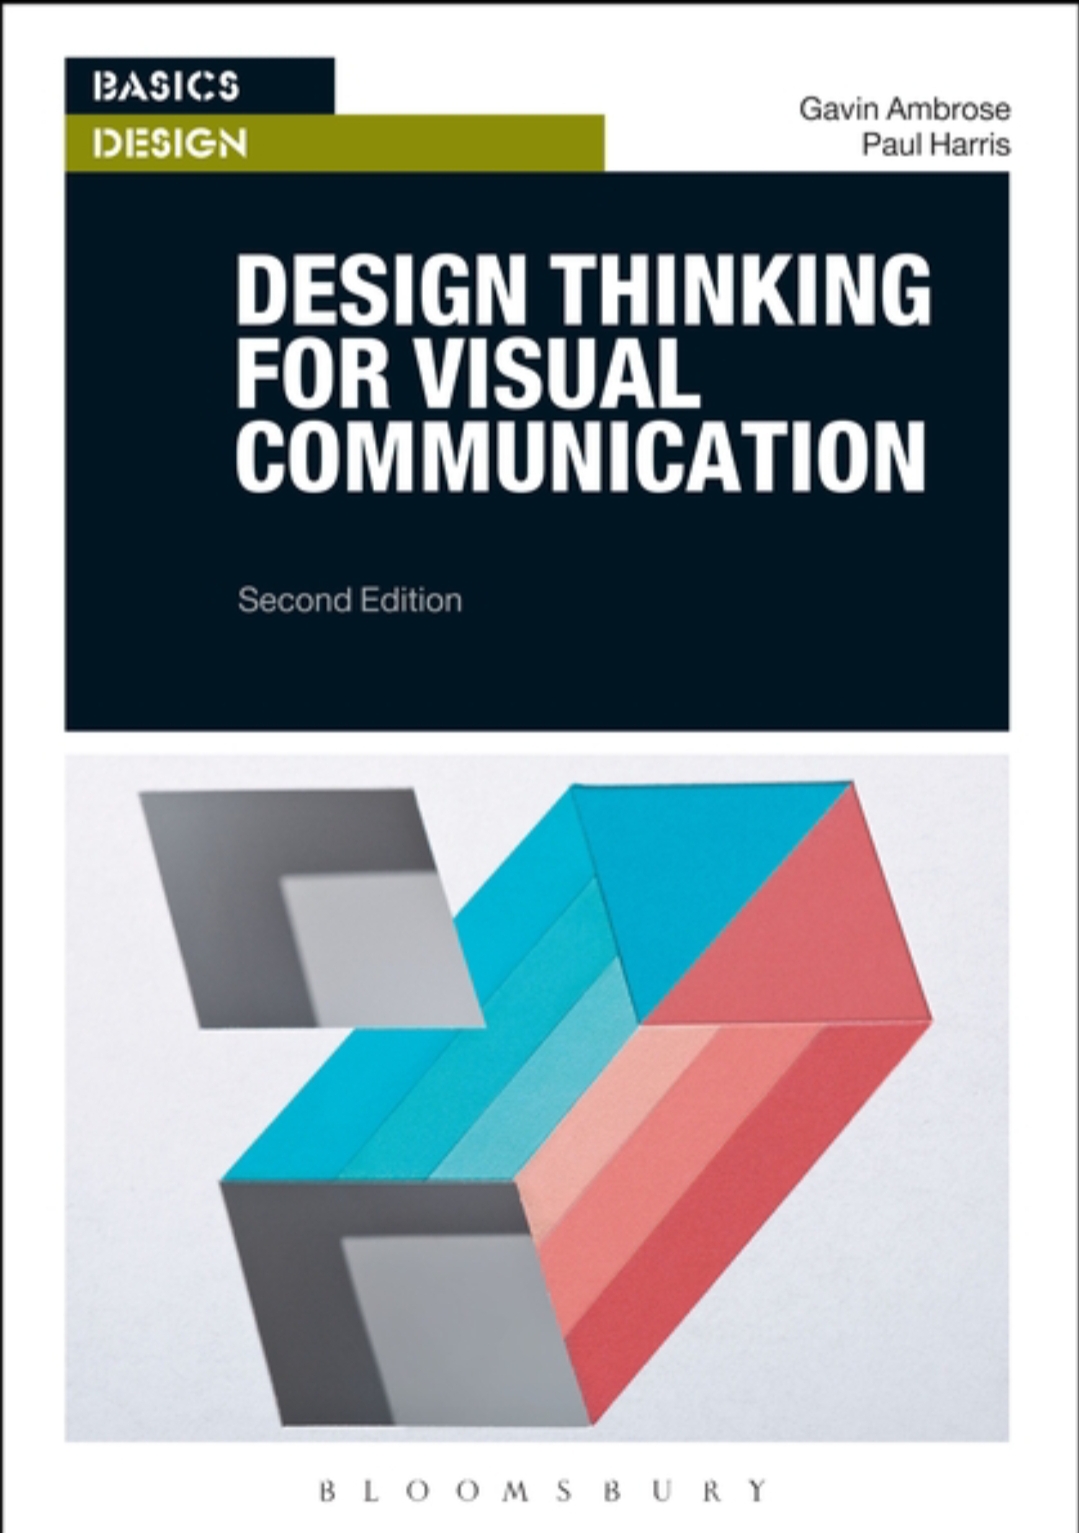 BASICS
DESIGN
Gavin Ambrose
Paul Harris
DESIGN THINKING
FOR VISUAL
COMMUNICATION
Second Edition
BLOOMSBURY